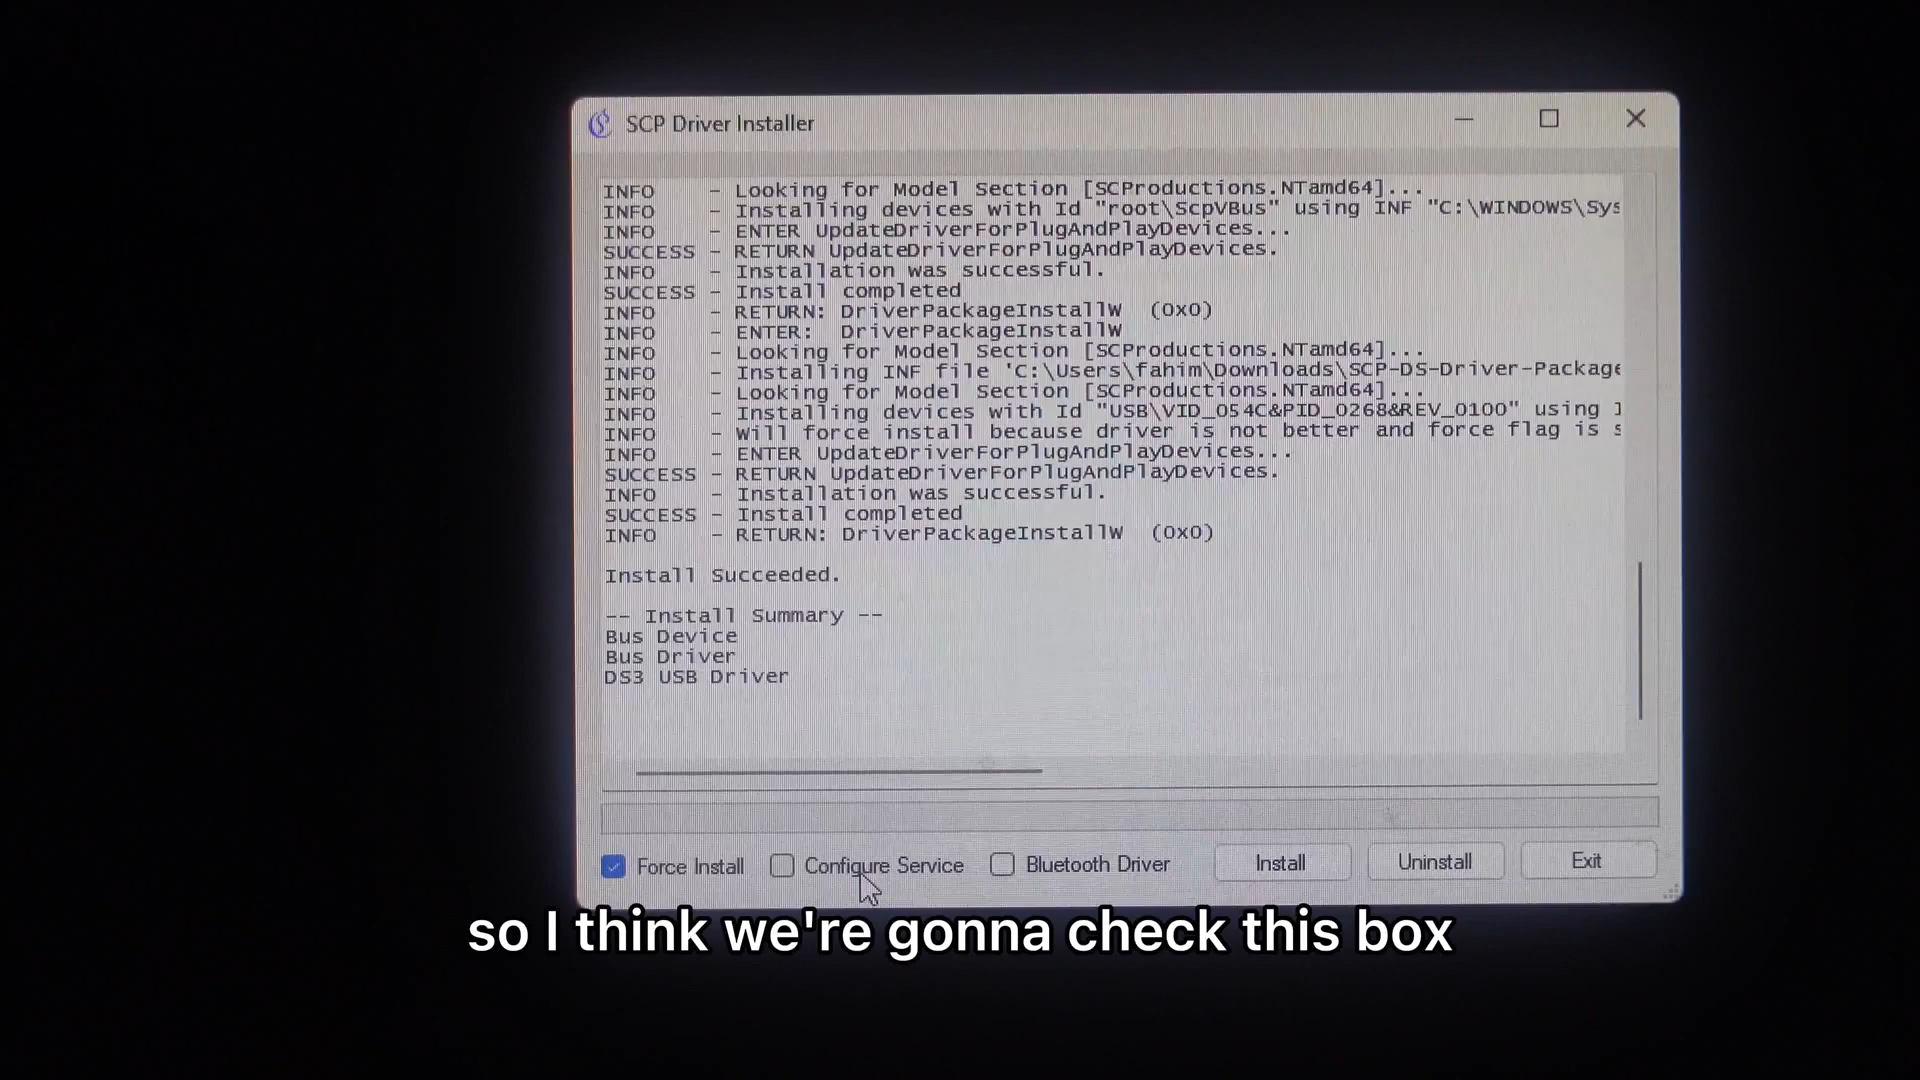 SCP Driver Installer
INFO - Looking for Model Section [SCProductions.NTamd64]...
INFO - Installing devices with Id "root\ScpVBus" using INF "C:\WINDOWS\Sys
INFO - ENTER UpdateDriverForPlugAndPlayDevices...
SUCCESS - RETURN UpdateDriverForPlugAndPlayDevices.
INFO - Installation was successful.
SUCCESS - Install completed
INFO - RETURN: DriverPackageInstallW (0x0)
INFO - ENTER: DriverPackageInstallW
INFO - Looking for Model Section [SCProductions.NTamd64]...
INFO - Installing INF file 'C:\Users\fahim\Downloads\SCP-DS-Driver-Package
INFO - Looking for Model Section [SCProductions.NTamd64]...
INFO - Installing devices with Id "USB\VID_054C&PID_0268&REV_0100" using
INFO - Will force install because driver is not better and force flag is s
INFO - ENTER UpdateDriverForPlugAndPlayDevices...
SUCCESS - RETURN UpdateDriverForPlugAndPlayDevices.
INFO - Installation was successful.
SUCCESS - Install completed
INFO - RETURN: DriverPackageInstallW (0x0)
Install Succeeded.
-- Install Summary --
Bus Device
Bus Driver
DS3 USB Driver
Force Install Configure Service Bluetooth Driver Install Uninstall Exit
so I think we're gonna check this box